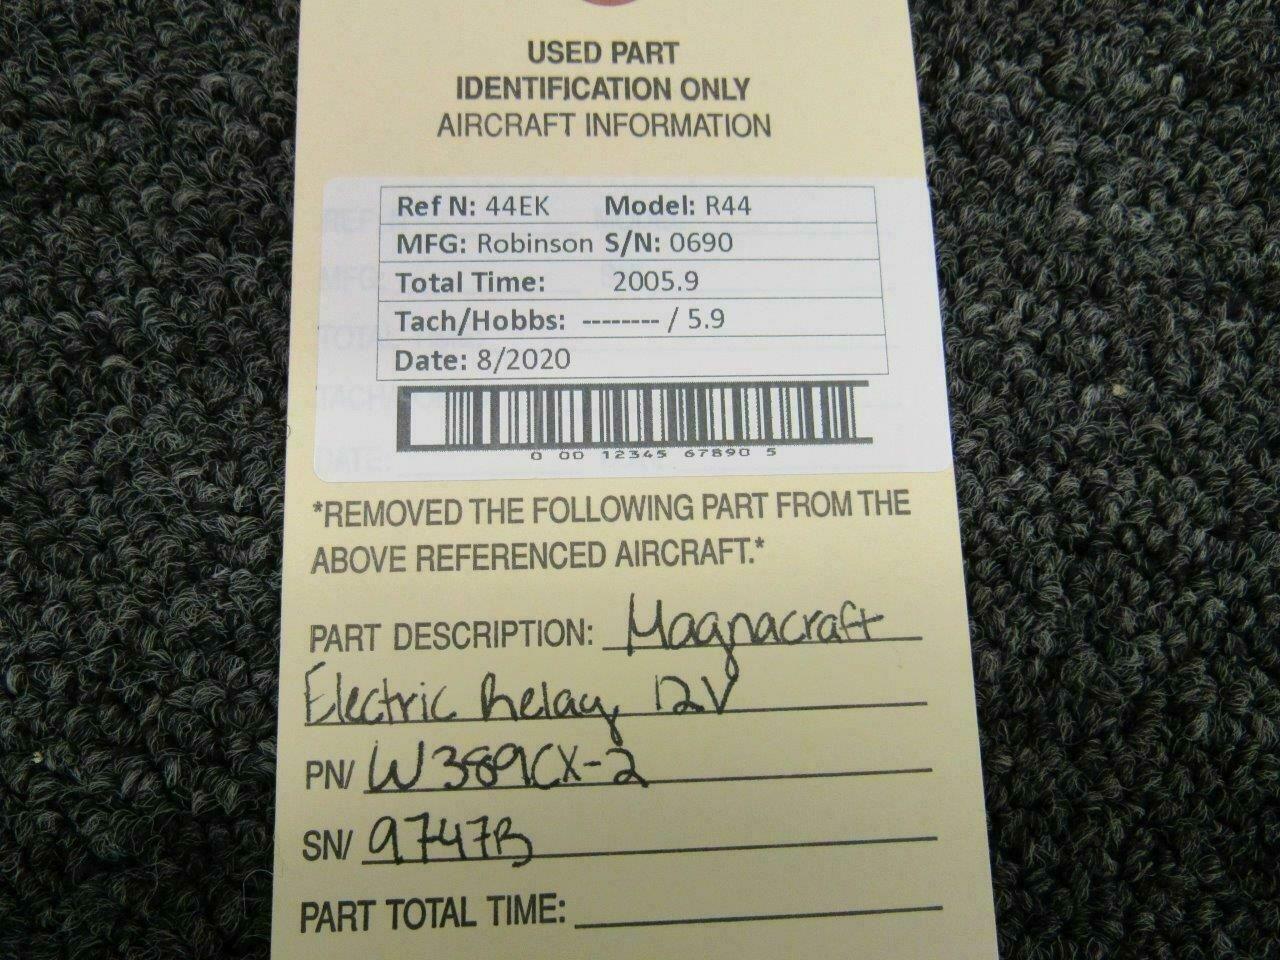 USED PART
IDENTIFICATION ONLY
AIRCRAFT INFORMATION
Ref N: 44EK Model: R44
MFG: Robinson S/N: 0690
Total Time: 2005.9
Tach/Hobbs: -------- / 5.9
Date: 8/2020
0 00 12345 67890 5
*REMOVED THE FOLLOWING PART FROM THE
ABOVE REFERENCED AIRCRAFT.*
PART DESCRIPTION: Magnacraft
Electric Relay, 12V
PN/ W389CX-2
SN/ 9747B
PART TOTAL TIME: